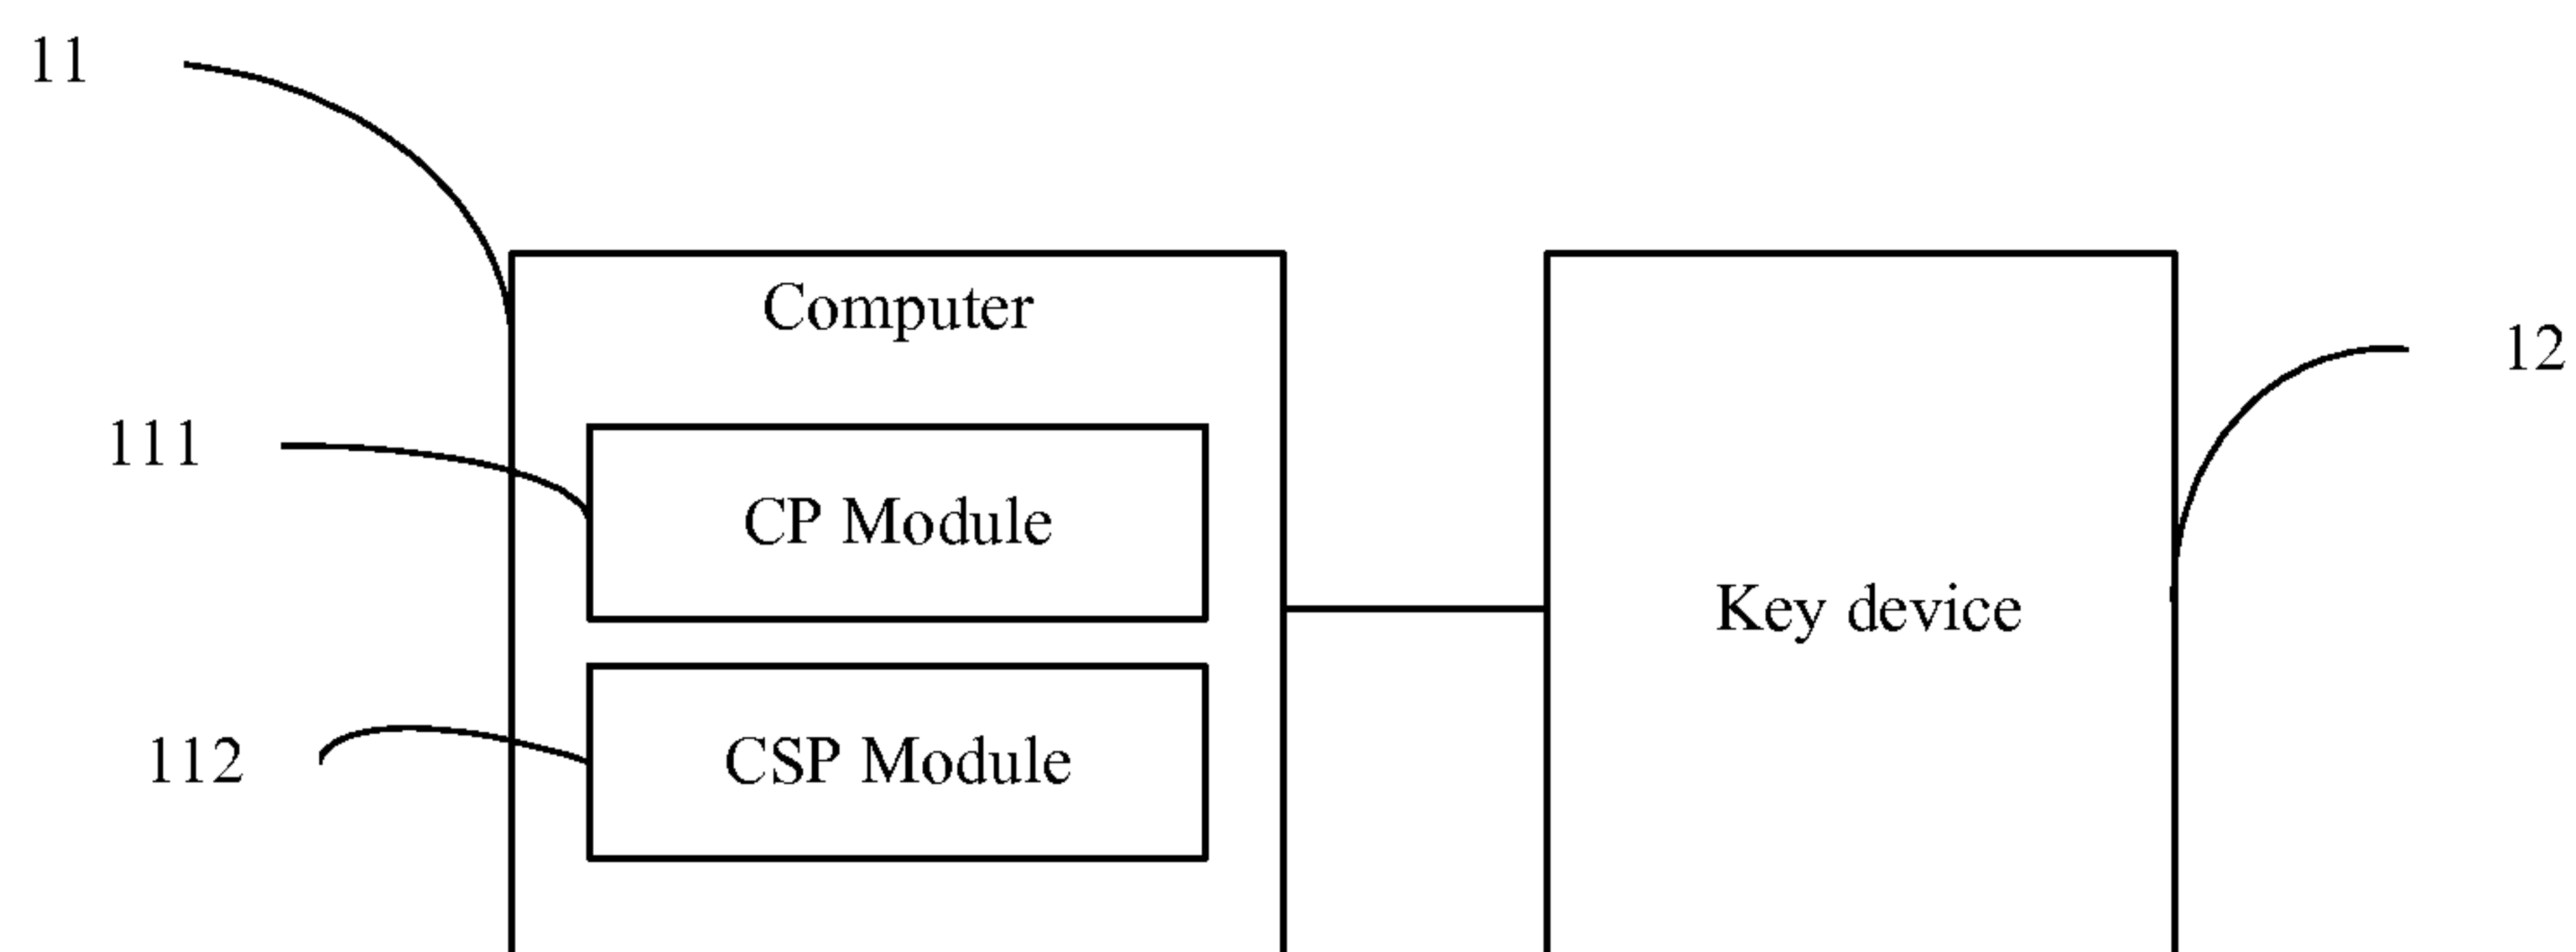 11
Computer
12
111
CP Module
Key device
112
CSP Module